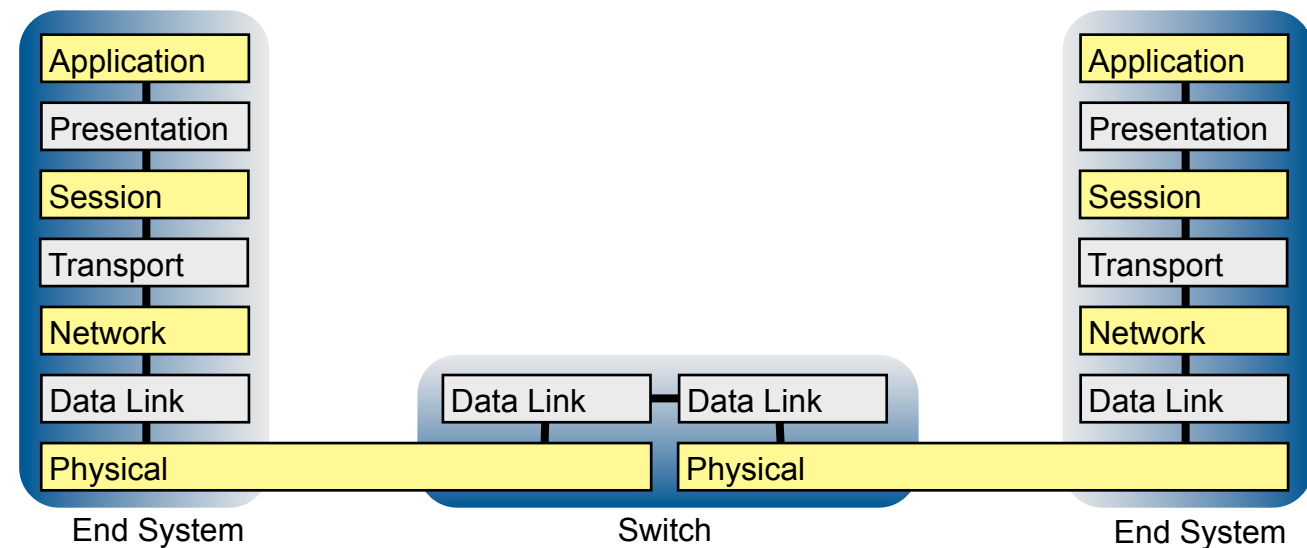 Application
Presentation
Session
Transport
Network
Data Link
Physical
End System
Data Link
Data Link
Physical
Switch
Application
Presentation
Session
Transport
Network
Data Link
End System